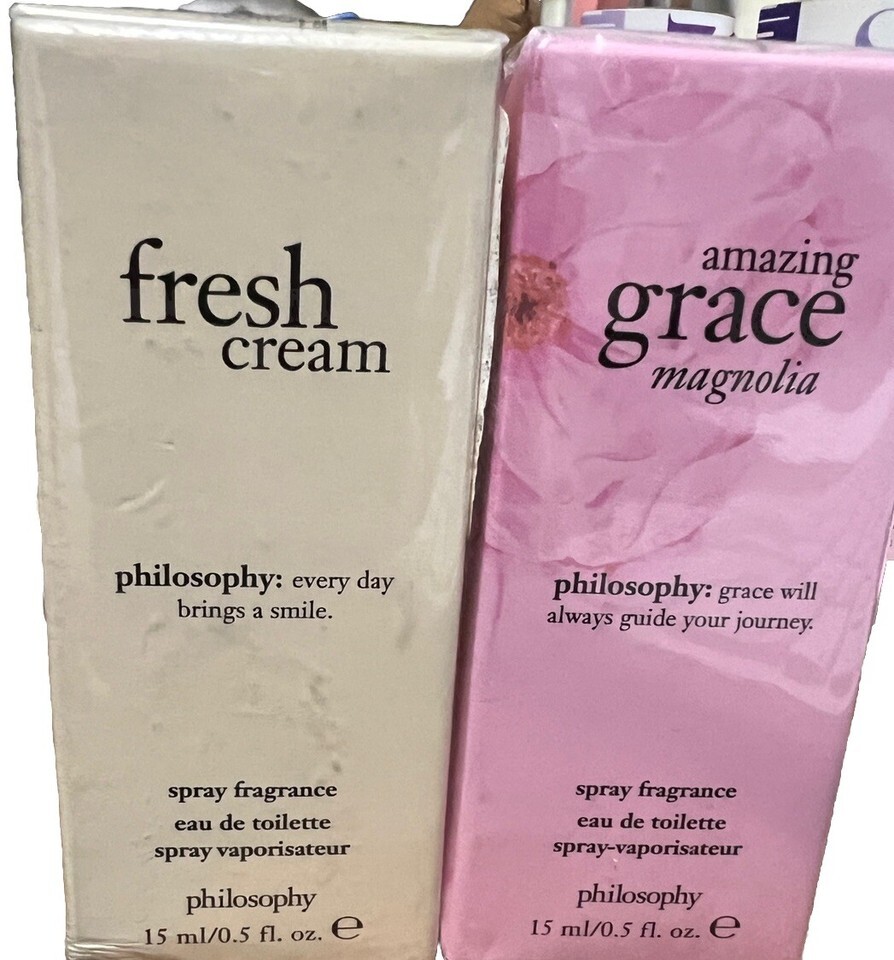 fresh
cream
philosophy: every day
brings a smile.
spray fragrance
eau de toilette
spray vaporisateur
philosophy
15 ml/0.5 fl. oz. ℮
amazing
grace
magnolia
philosophy: grace will
always guide your journey.
spray fragrance
eau de toilette
spray-vaporisateur
philosophy
15 ml/0.5 fl. oz. ℮